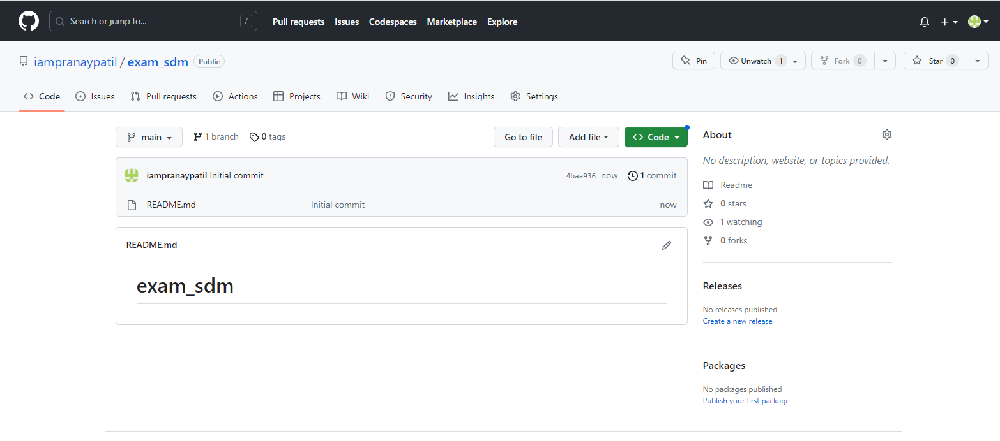 Search or jump to... /
Pull requests Issues Codespaces Marketplace Explore
iampranaypatil / exam_sdm Public
Pin Unwatch 1 Fork 0 Star 0
Code Issues Pull requests Actions Projects Wiki Security Insights Settings
main 1 branch 0 tags Go to file Add file Code
iampranaypatil Initial commit 4baa936 now 1 commit
README.md Initial commit now
README.md
exam_sdm
About
No description, website, or topics provided.
Readme
0 stars
1 watching
0 forks
Releases
No releases published
Create a new release
Packages
No packages published
Publish your first package